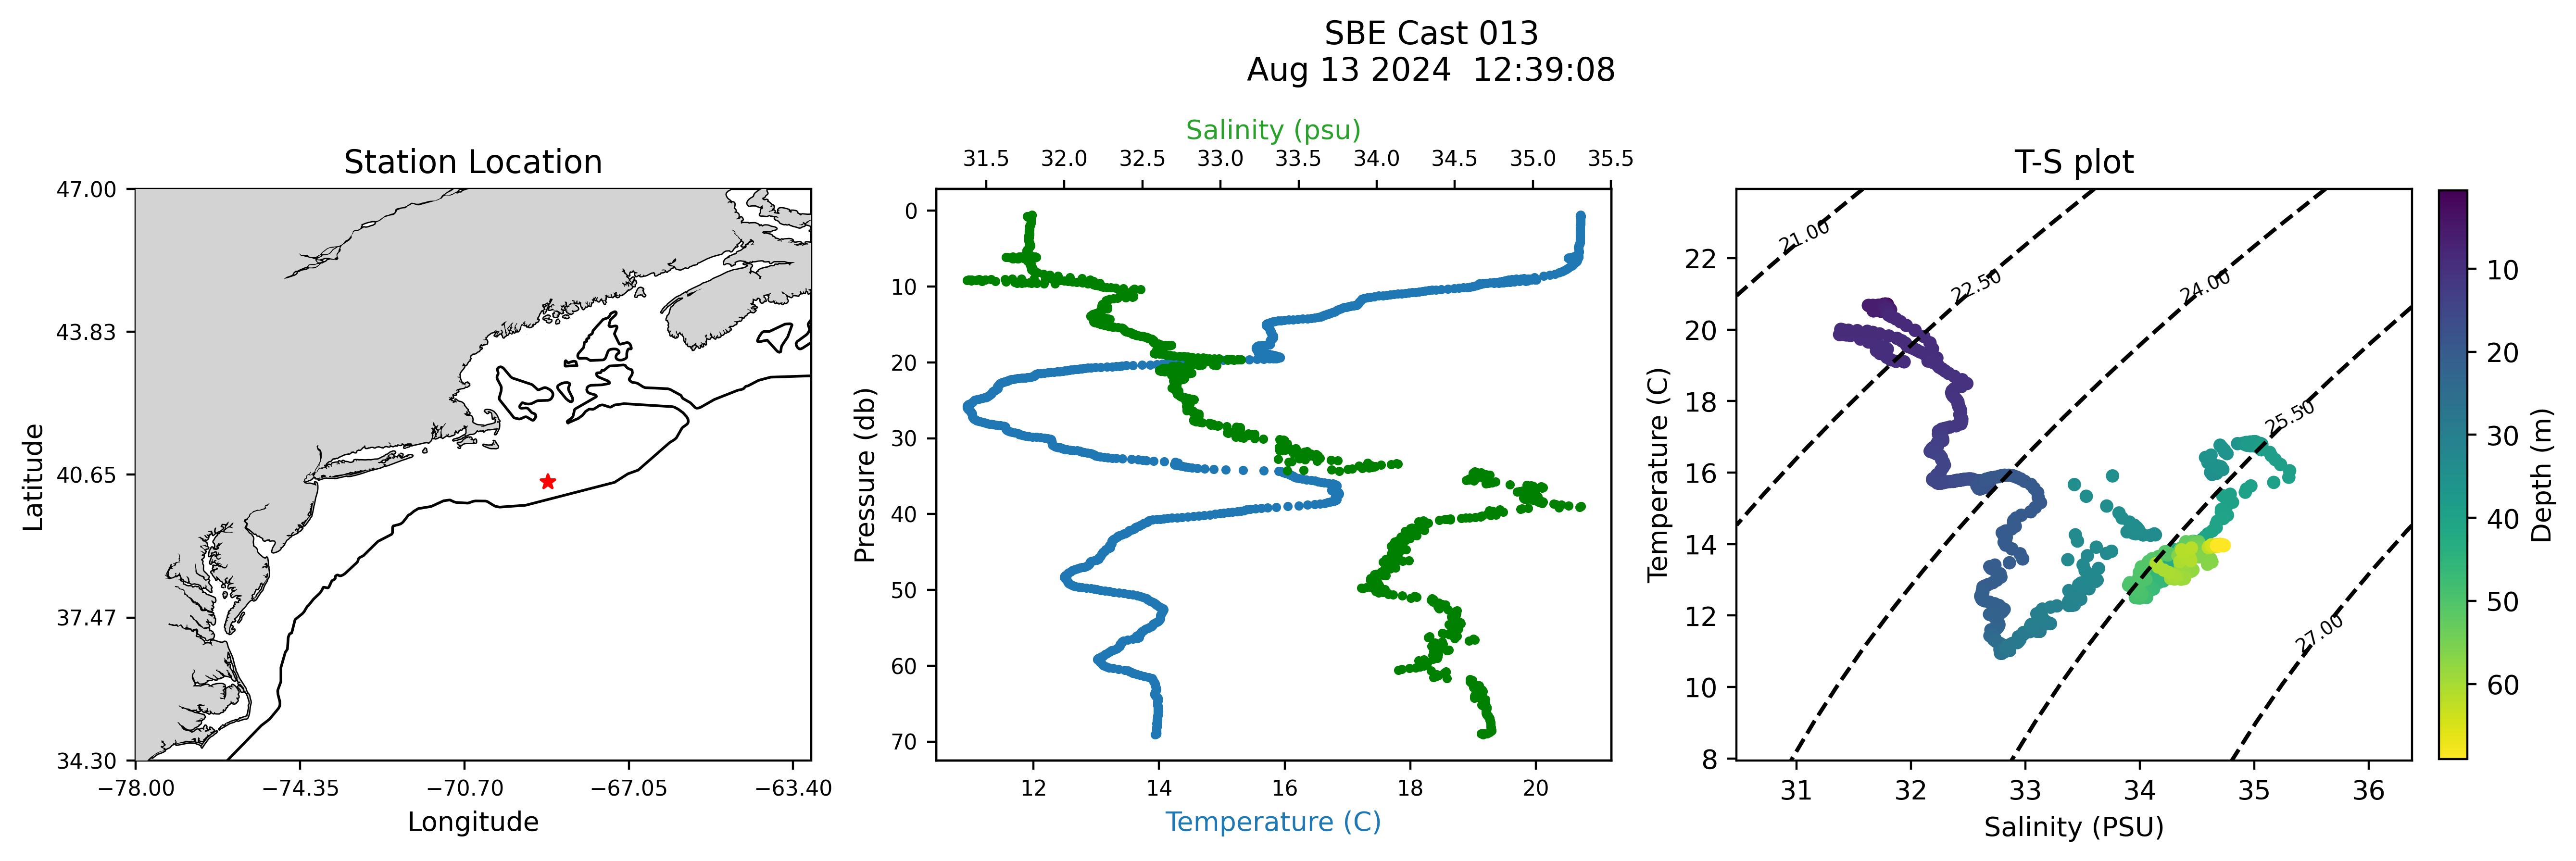 SBE Cast 013
Aug 13 2024  12:39:08
Station Location
47.00
43.83
40.65
37.47
34.30
Latitude
−78.00 −74.35 −70.70 −67.05 −63.40
Longitude
Salinity (psu)
31.5 32.0 32.5 33.0 33.5 34.0 34.5 35.0 35.5
0
10
20
30
40
50
60
70
Pressure (db)
12 14 16 18 20
Temperature (C)
T-S plot
22
20
18
16
14
12
10
8
Temperature (C)
21.00
22.50
24.00
25.50
27.00
31 32 33 34 35 36
Salinity (PSU)
10
20
30
40
50
60
Depth (m)